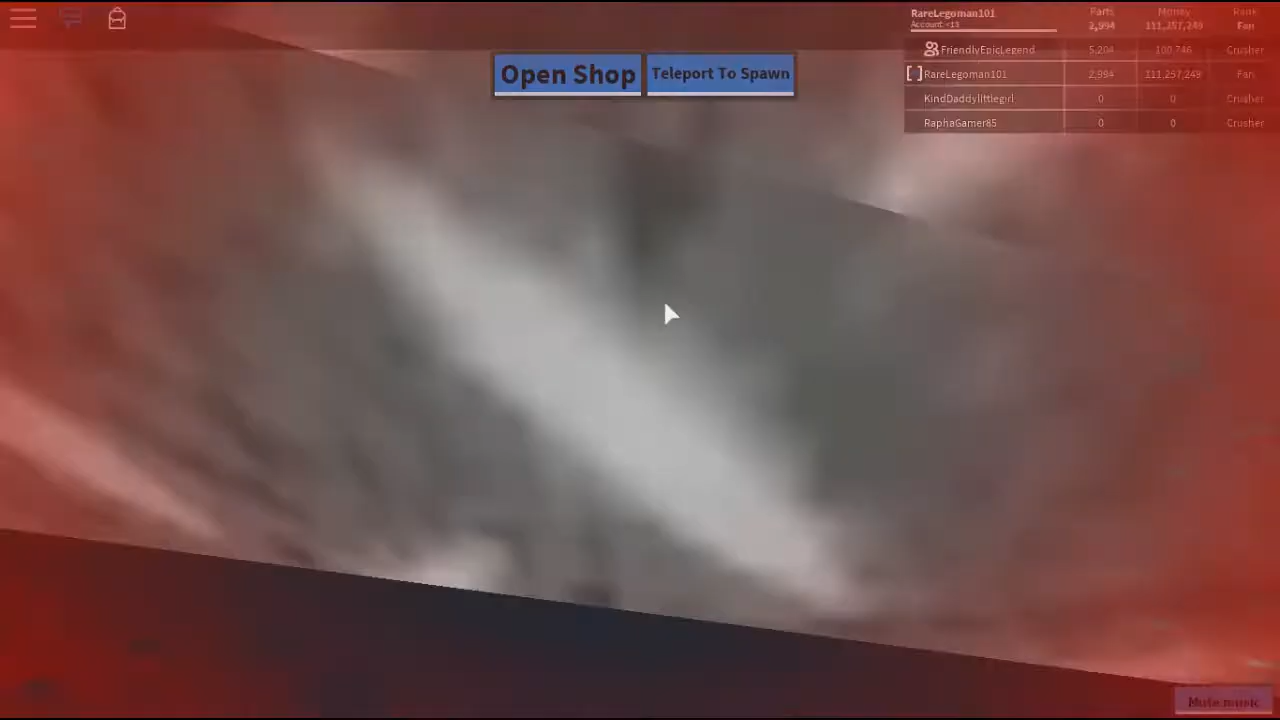 RareLegoman101 Parts Money Rank
Account: <13 2,994 111,257,249 Fan
Open Shop
Teleport To Spawn
FriendlyEpicLegend 5,204 100,746 Crusher
[ ] RareLegoman101 2,994 111,257,249 Fan
KindDaddylittlegirl 0 0 Crusher
RaphaGamer85 0 0 Crusher
Mute music